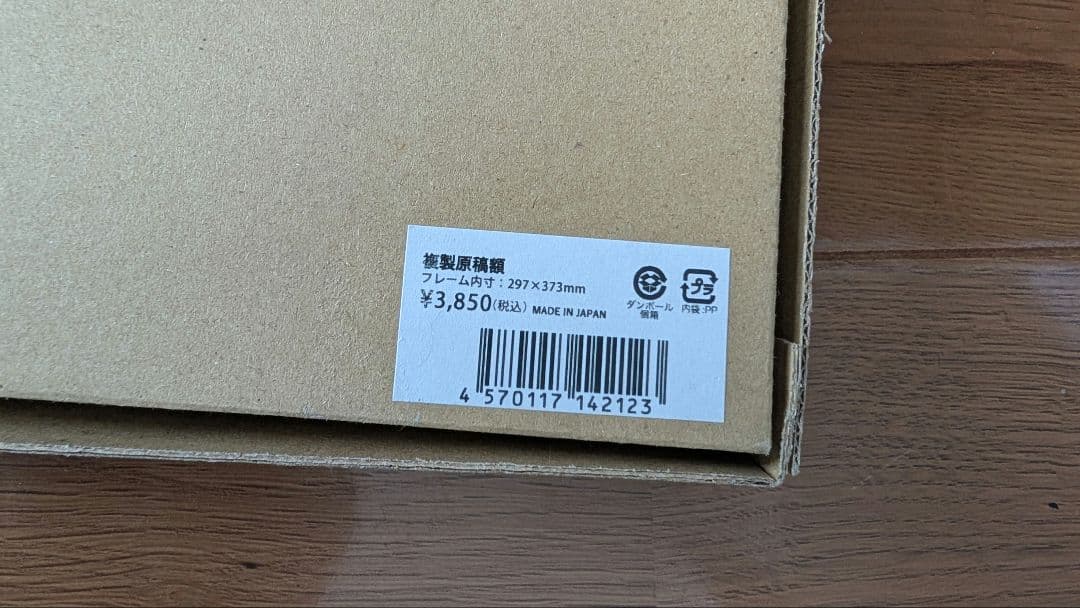 複製原稿額
フレーム内寸：297×373mm
¥3,850(税込) MADE IN JAPAN
ダンボール
個箱
プラ
内袋:PP
4 570117 142123